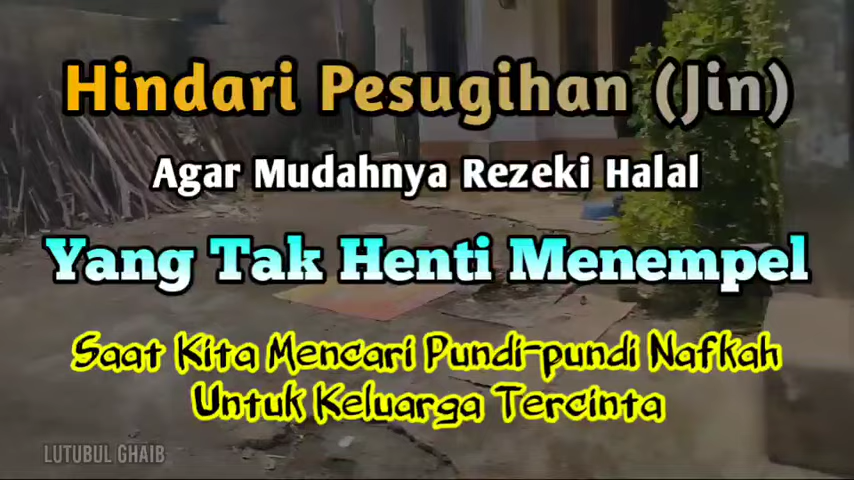 Hindari Pesugihan (Jin)
Agar Mudahnya Rezeki Halal
Yang Tak Henti Menempel
Saat Kita Mencari Pundi-pundi Nafkah
Untuk Keluarga Tercinta
LUTUBUL GHAIB